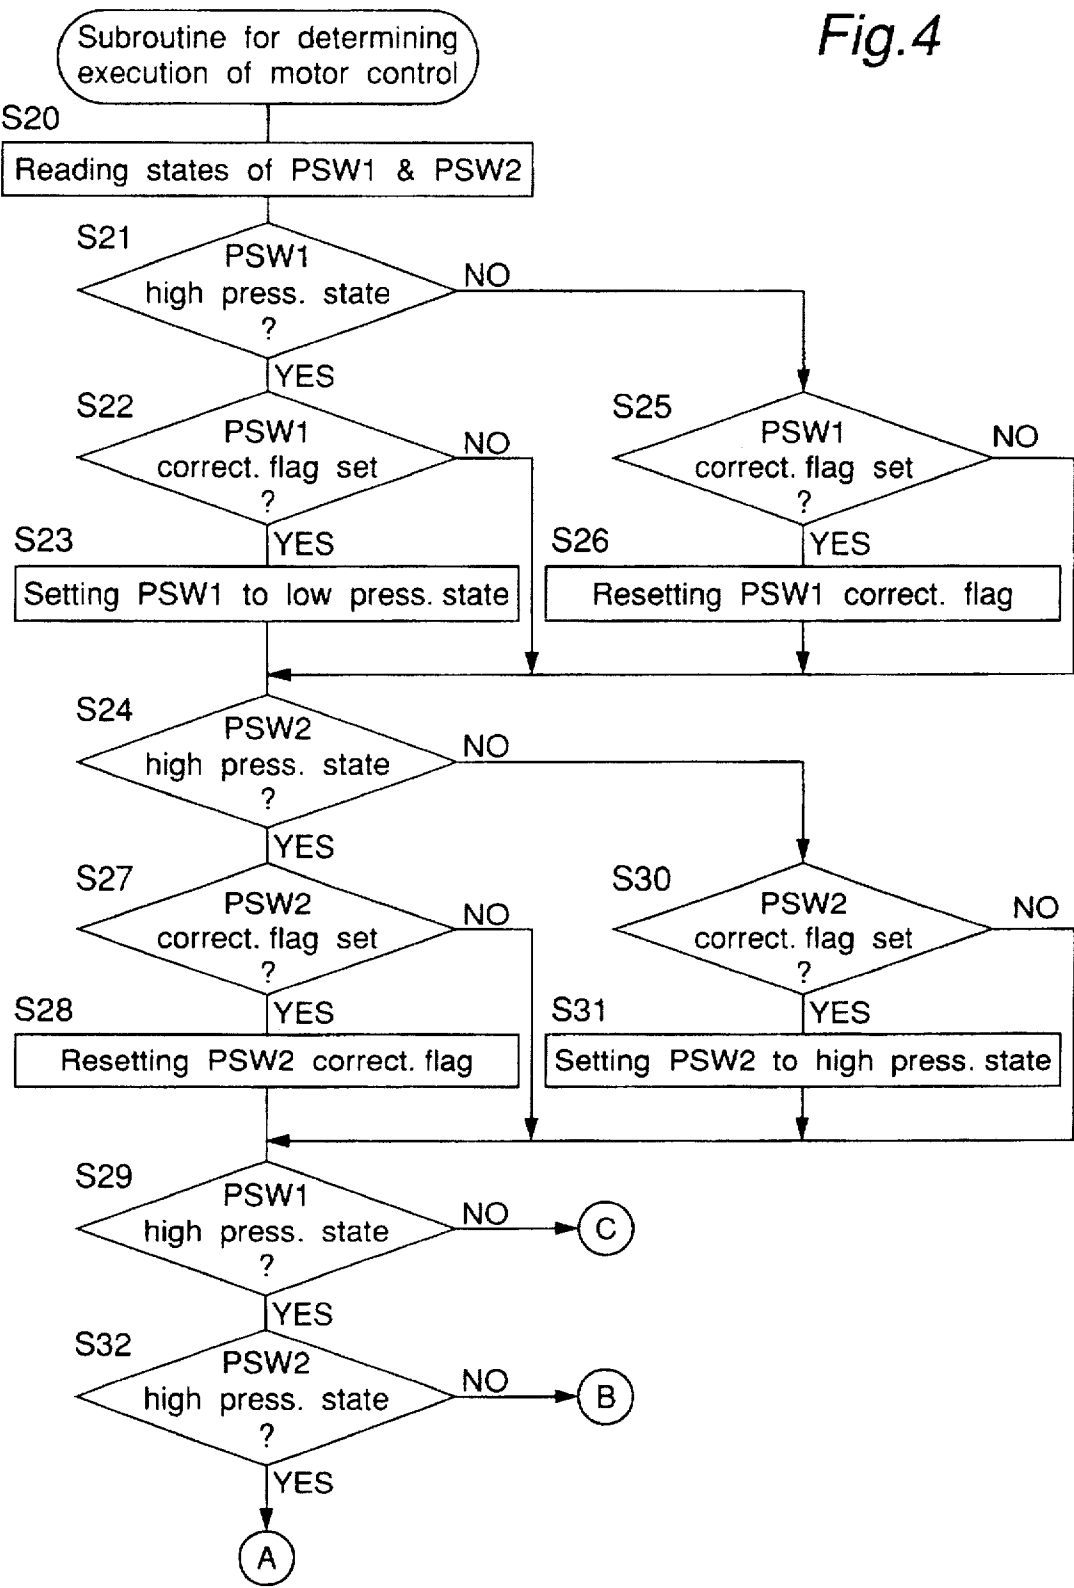 Fig.4
Subroutine for determining
execution of motor control
S20
Reading states of PSW1 & PSW2
S21
PSW1
high press. state
?
NO
YES
S22
PSW1
correct. flag set
?
NO
YES
S25
PSW1
correct. flag set
?
NO
YES
S23
Setting PSW1 to low press. state
S26
Resetting PSW1 correct. flag
S24
PSW2
high press. state
?
NO
YES
S27
PSW2
correct. flag set
?
NO
YES
S30
PSW2
correct. flag set
?
NO
YES
S28
Resetting PSW2 correct. flag
S31
Setting PSW2 to high press. state
S29
PSW1
high press. state
?
NO
C
YES
S32
PSW2
high press. state
?
NO
B
YES
A